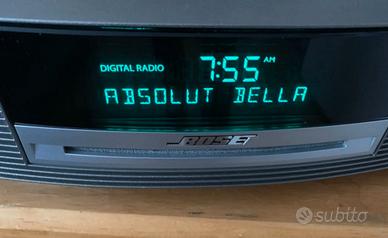 DIGITAL RADIO 7:55 AM
ABSOLUT BELLA
BOSE
subito